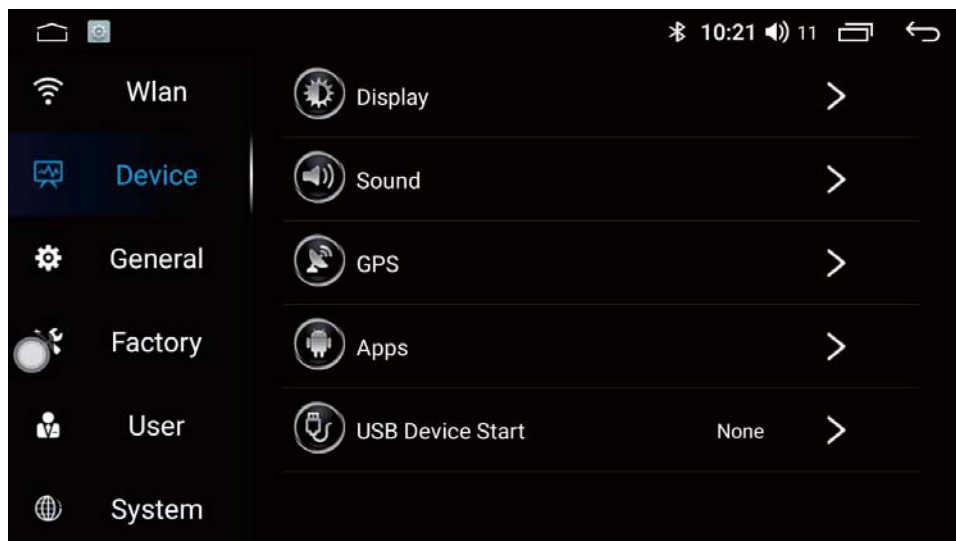 10:21 11
Wlan
Device
General
Factory
User
System
Display
Sound
GPS
Apps
USB Device Start None